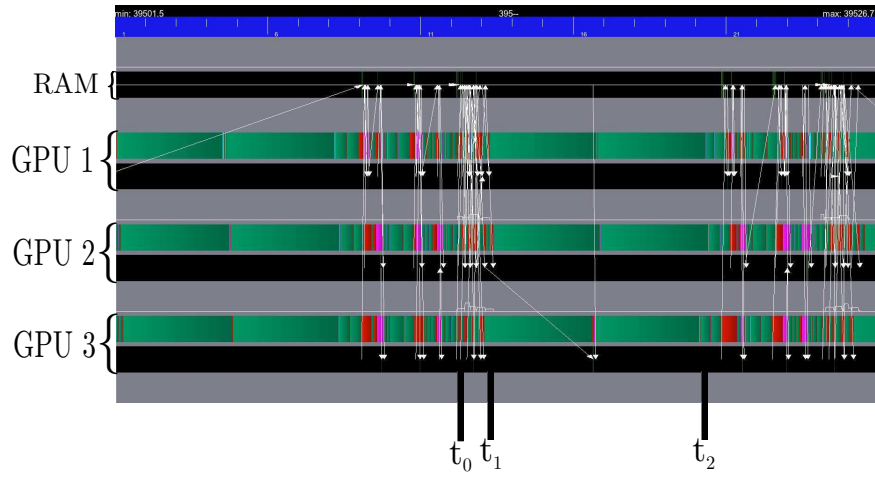 min: 39501.5 395-- max: 39526.7
1 6 11 16 21
RAM
GPU 1
GPU 2
GPU 3
t₀ t₁ t₂